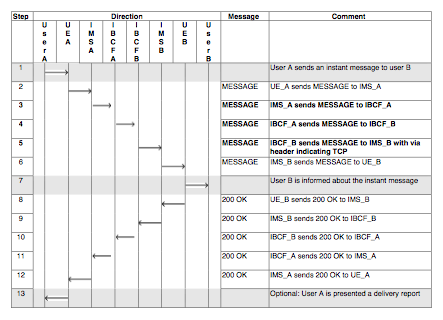 Step Direction Message Comment
User A UE A IMS A IBCF A IBCF B IMS B UE B User B
1 User A sends an instant message to user B
2 MESSAGE UE_A sends MESSAGE to IMS_A
3 MESSAGE IMS_A sends MESSAGE to IBCF_A
4 MESSAGE IBCF_A sends MESSAGE to IBCF_B
5 MESSAGE IBCF_B sends MESSAGE to IMS_B with via
header indicating TCP
6 MESSAGE IMS_B sends MESSAGE to UE_B
7 User B is informed about the instant message
8 200 OK UE_B sends 200 OK to IMS_B
9 200 OK IMS_B sends 200 OK to IBCF_B
10 200 OK IBCF_B sends 200 OK to IBCF_A
11 200 OK IBCF_A sends 200 OK to IMS_A
12 200 OK IMS_A sends 200 OK to UE_A
13 Optional: User A is presented a delivery report